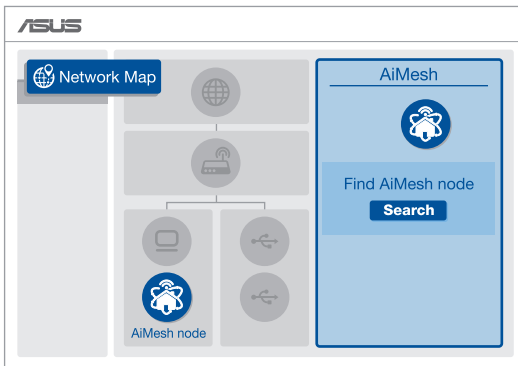 ASUS
Network Map
AiMesh
Find AiMesh node
Search
AiMesh node